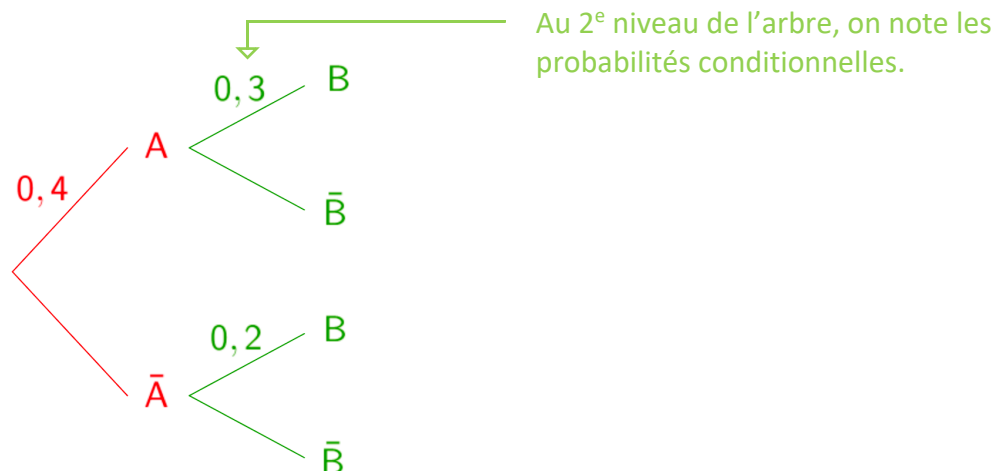 Au 2e niveau de l’arbre, on note les
probabilités conditionnelles.
0,3
B
A
0,4
B̄
0,2
B
Ā
B̄